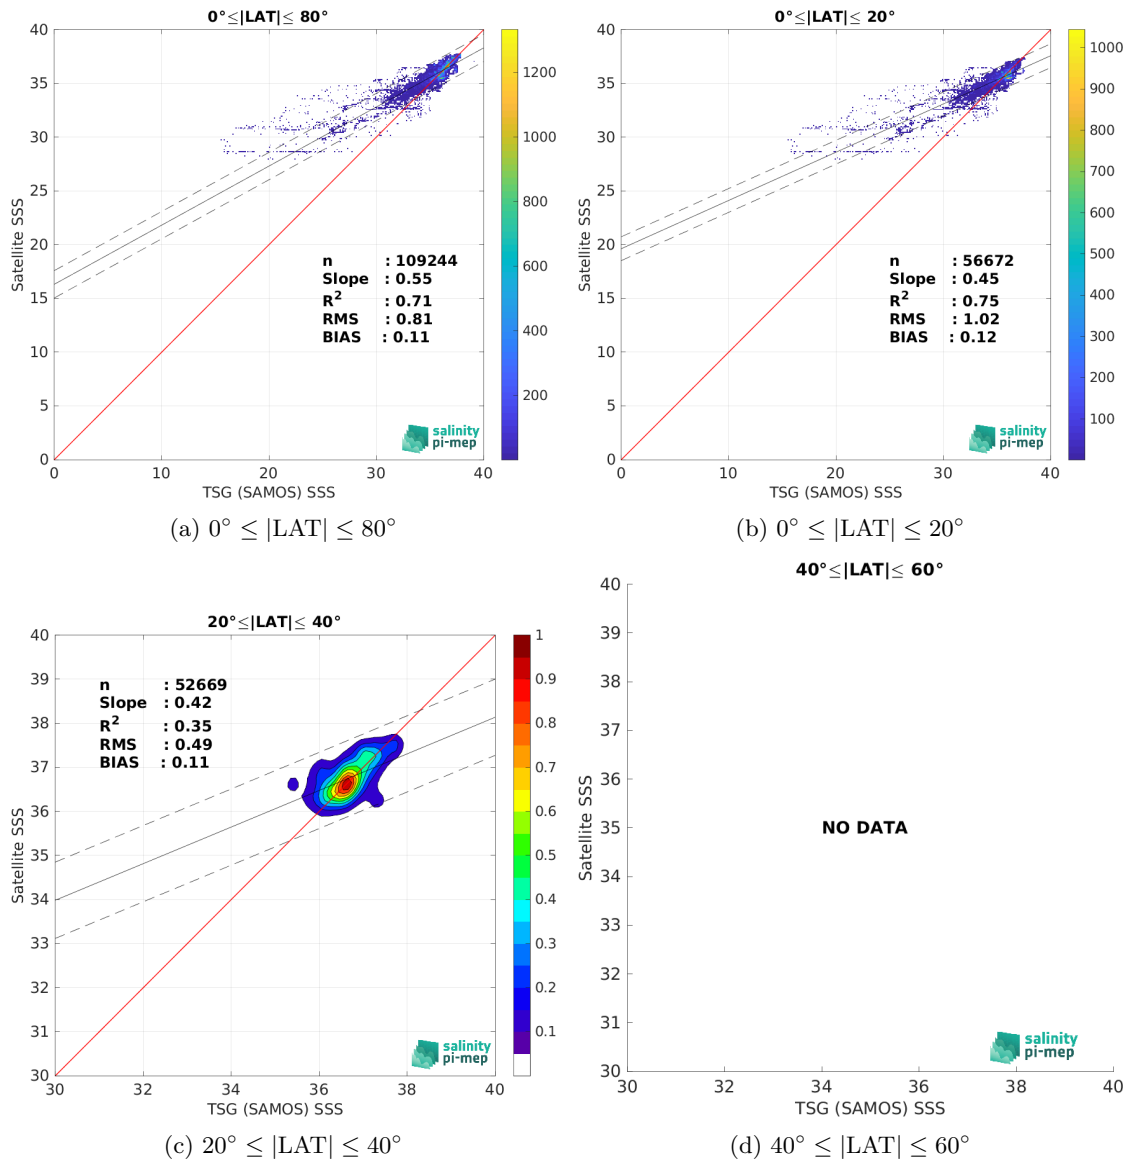 0°≤|LAT|≤ 80°
40
35
30
25
20
15
10
5
0
0
10
20
30
40
Satellite SSS
TSG (SAMOS) SSS
n : 109244
Slope : 0.55
R² : 0.71
RMS : 0.81
BIAS : 0.11
salinity
pi-mep
1200
1000
800
600
400
200
(a) 0° ≤ |LAT| ≤ 80°
0°≤|LAT|≤ 20°
40
35
30
25
20
15
10
5
0
0
10
20
30
40
Satellite SSS
TSG (SAMOS) SSS
n : 56672
Slope : 0.45
R² : 0.75
RMS : 1.02
BIAS : 0.12
salinity
pi-mep
1000
900
800
700
600
500
400
300
200
100
(b) 0° ≤ |LAT| ≤ 20°
20°≤|LAT|≤ 40°
40
39
38
37
36
35
34
33
32
31
30
30
32
34
36
38
40
Satellite SSS
TSG (SAMOS) SSS
n : 52669
Slope : 0.42
R² : 0.35
RMS : 0.49
BIAS : 0.11
salinity
pi-mep
1
0.9
0.8
0.7
0.6
0.5
0.4
0.3
0.2
0.1
(c) 20° ≤ |LAT| ≤ 40°
40°≤|LAT|≤ 60°
40
39
38
37
36
35
34
33
32
31
30
30
32
34
36
38
40
Satellite SSS
TSG (SAMOS) SSS
NO DATA
salinity
pi-mep
(d) 40° ≤ |LAT| ≤ 60°